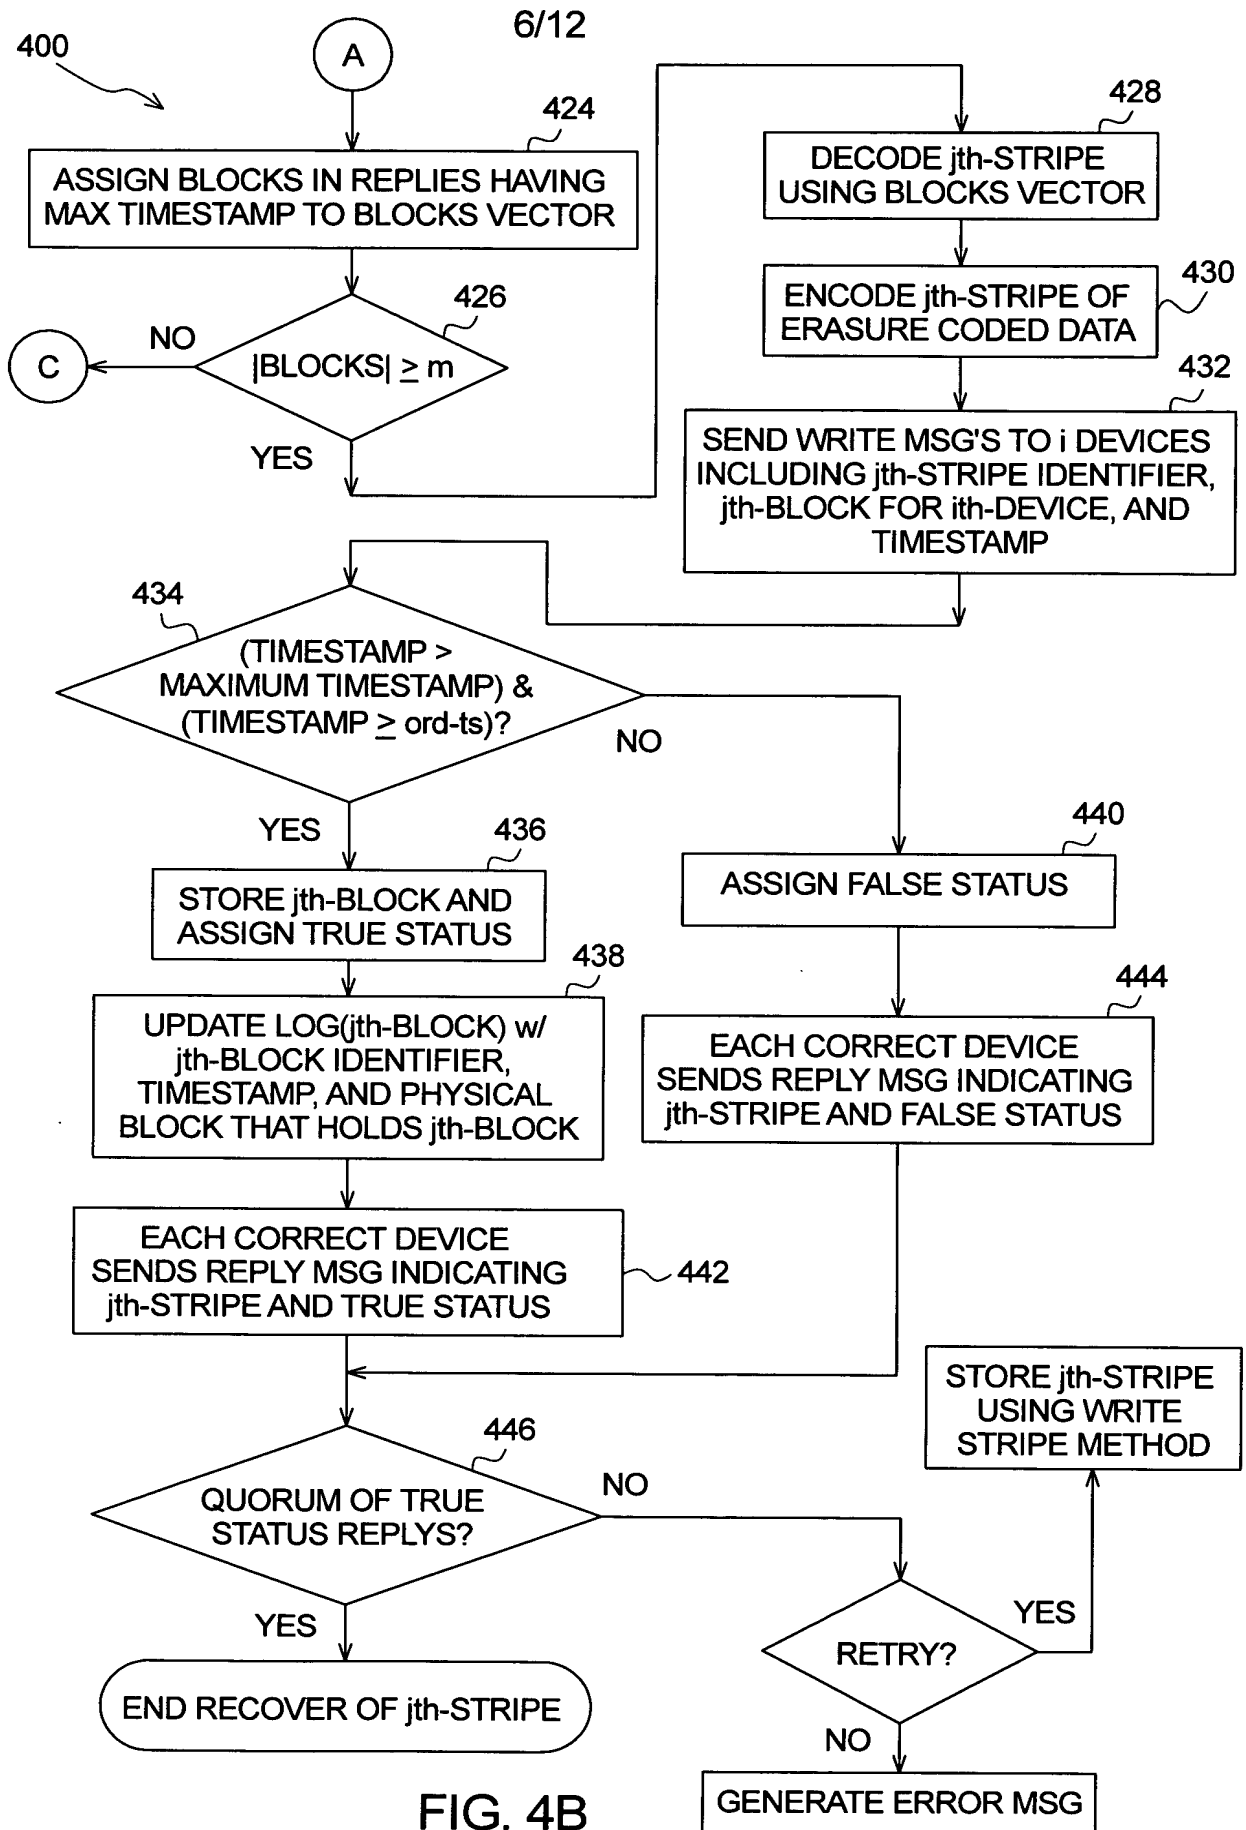 6/12
400
A
424
ASSIGN BLOCKS IN REPLIES HAVING
MAX TIMESTAMP TO BLOCKS VECTOR
426
|BLOCKS| ≥ m
NO
C
YES
428
DECODE jth-STRIPE
USING BLOCKS VECTOR
430
ENCODE jth-STRIPE OF
ERASURE CODED DATA
432
SEND WRITE MSG'S TO i DEVICES
INCLUDING jth-STRIPE IDENTIFIER,
jth-BLOCK FOR ith-DEVICE, AND
TIMESTAMP
434
(TIMESTAMP >
MAXIMUM TIMESTAMP) &
(TIMESTAMP ≥ ord-ts)?
NO
YES
436
STORE jth-BLOCK AND
ASSIGN TRUE STATUS
438
UPDATE LOG(jth-BLOCK) w/
jth-BLOCK IDENTIFIER,
TIMESTAMP, AND PHYSICAL
BLOCK THAT HOLDS jth-BLOCK
440
ASSIGN FALSE STATUS
444
EACH CORRECT DEVICE
SENDS REPLY MSG INDICATING
jth-STRIPE AND FALSE STATUS
EACH CORRECT DEVICE
SENDS REPLY MSG INDICATING
jth-STRIPE AND TRUE STATUS
442
446
QUORUM OF TRUE
STATUS REPLYS?
NO
YES
END RECOVER OF jth-STRIPE
STORE jth-STRIPE
USING WRITE
STRIPE METHOD
YES
RETRY?
NO
GENERATE ERROR MSG
FIG. 4B